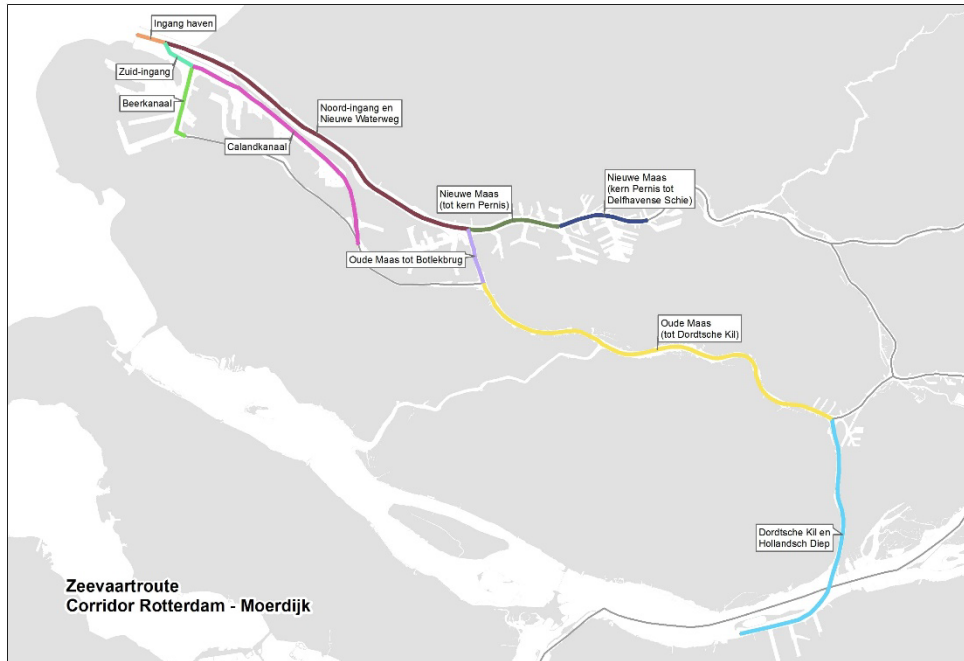 Ingang haven
Zuid-ingang
Beerkanaal
Noord-ingang en
Nieuwe Waterweg
Calandkanaal
Nieuwe Maas
(tot kern Pernis)
Nieuwe Maas
(kern Pernis tot
Delfhavense Schie)
Oude Maas tot Botlekbrug
Oude Maas
(tot Dordtsche Kil)
Dordtsche Kil en
Hollandsch Diep
Zeevaartroute
Corridor Rotterdam - Moerdijk